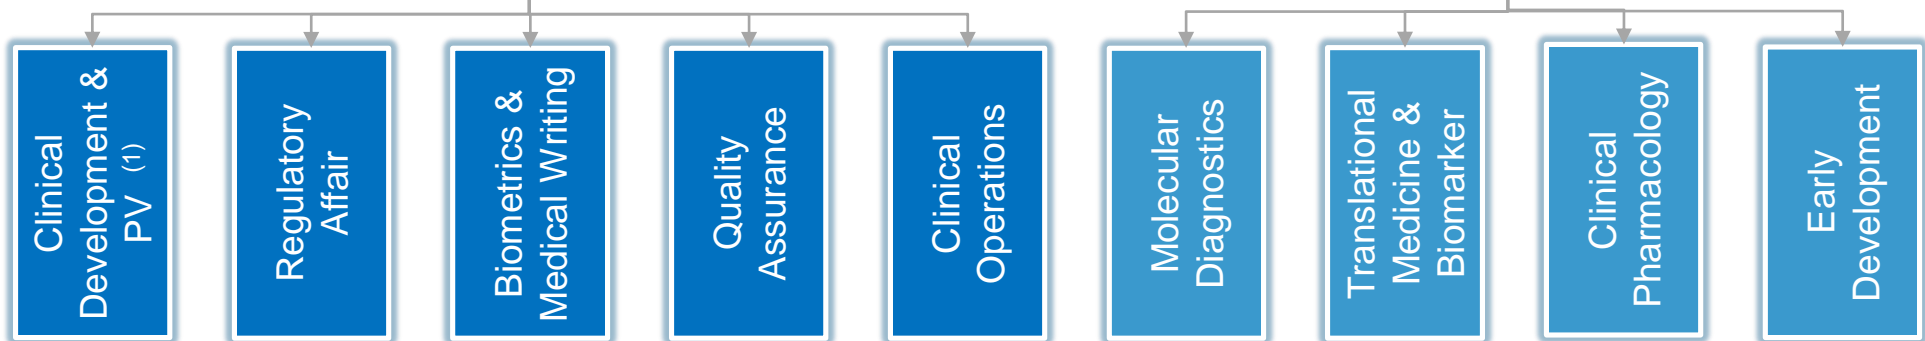 Clinical
Development &
PV (1)
Regulatory
Affair
Biometrics &
Medical Writing
Quality
Assurance
Clinical
Operations
Molecular
Diagnostics
Translational
Medicine &
Biomarker
Clinical
Pharmacology
Early
Development